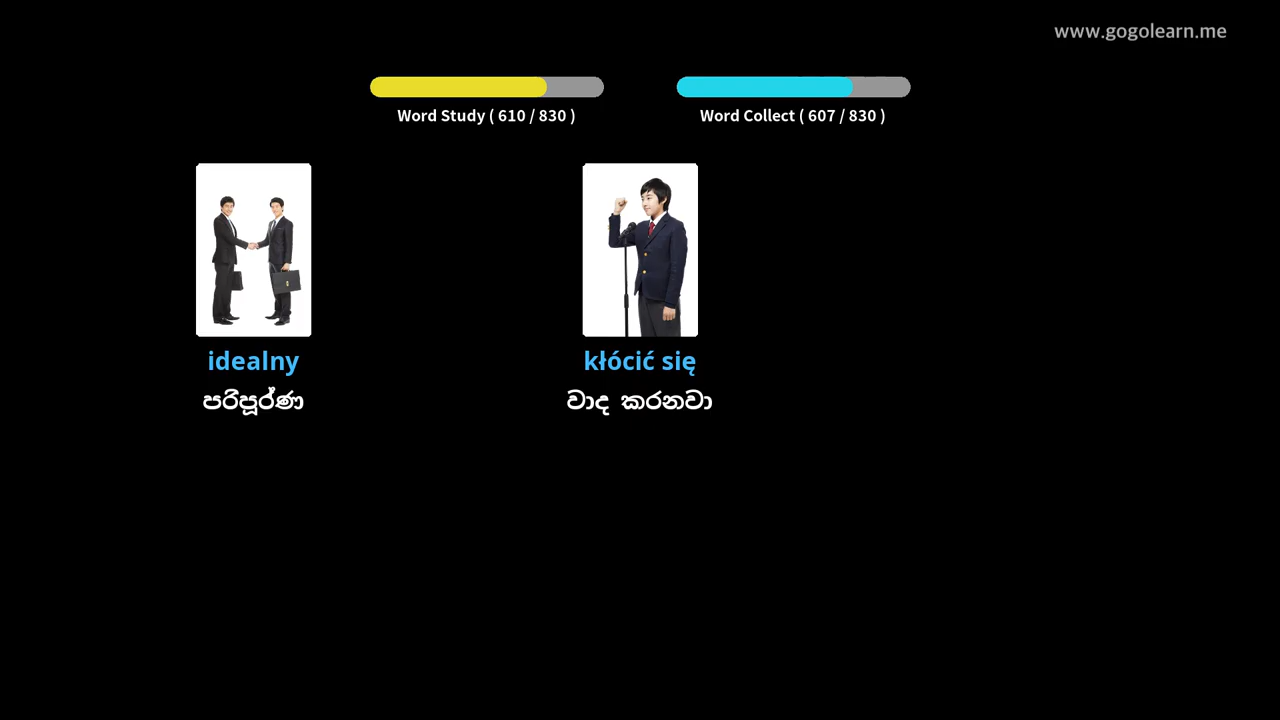 www.gogolearn.me
Word Study ( 610 / 830 )
Word Collect ( 607 / 830 )
idealny
පරිපූර්ණ
kłócić się
වාද කරනවා